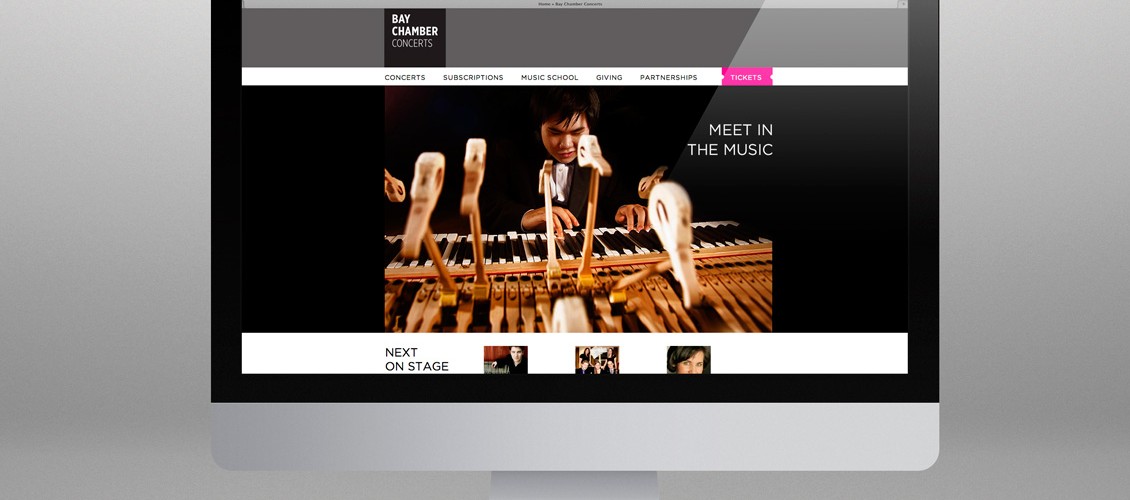 Home » Bay Chamber Concerts
BAY
CHAMBER
CONCERTS
CONCERTS SUBSCRIPTIONS MUSIC SCHOOL GIVING PARTNERSHIPS TICKETS
MEET IN
THE MUSIC
NEXT
ON STAGE